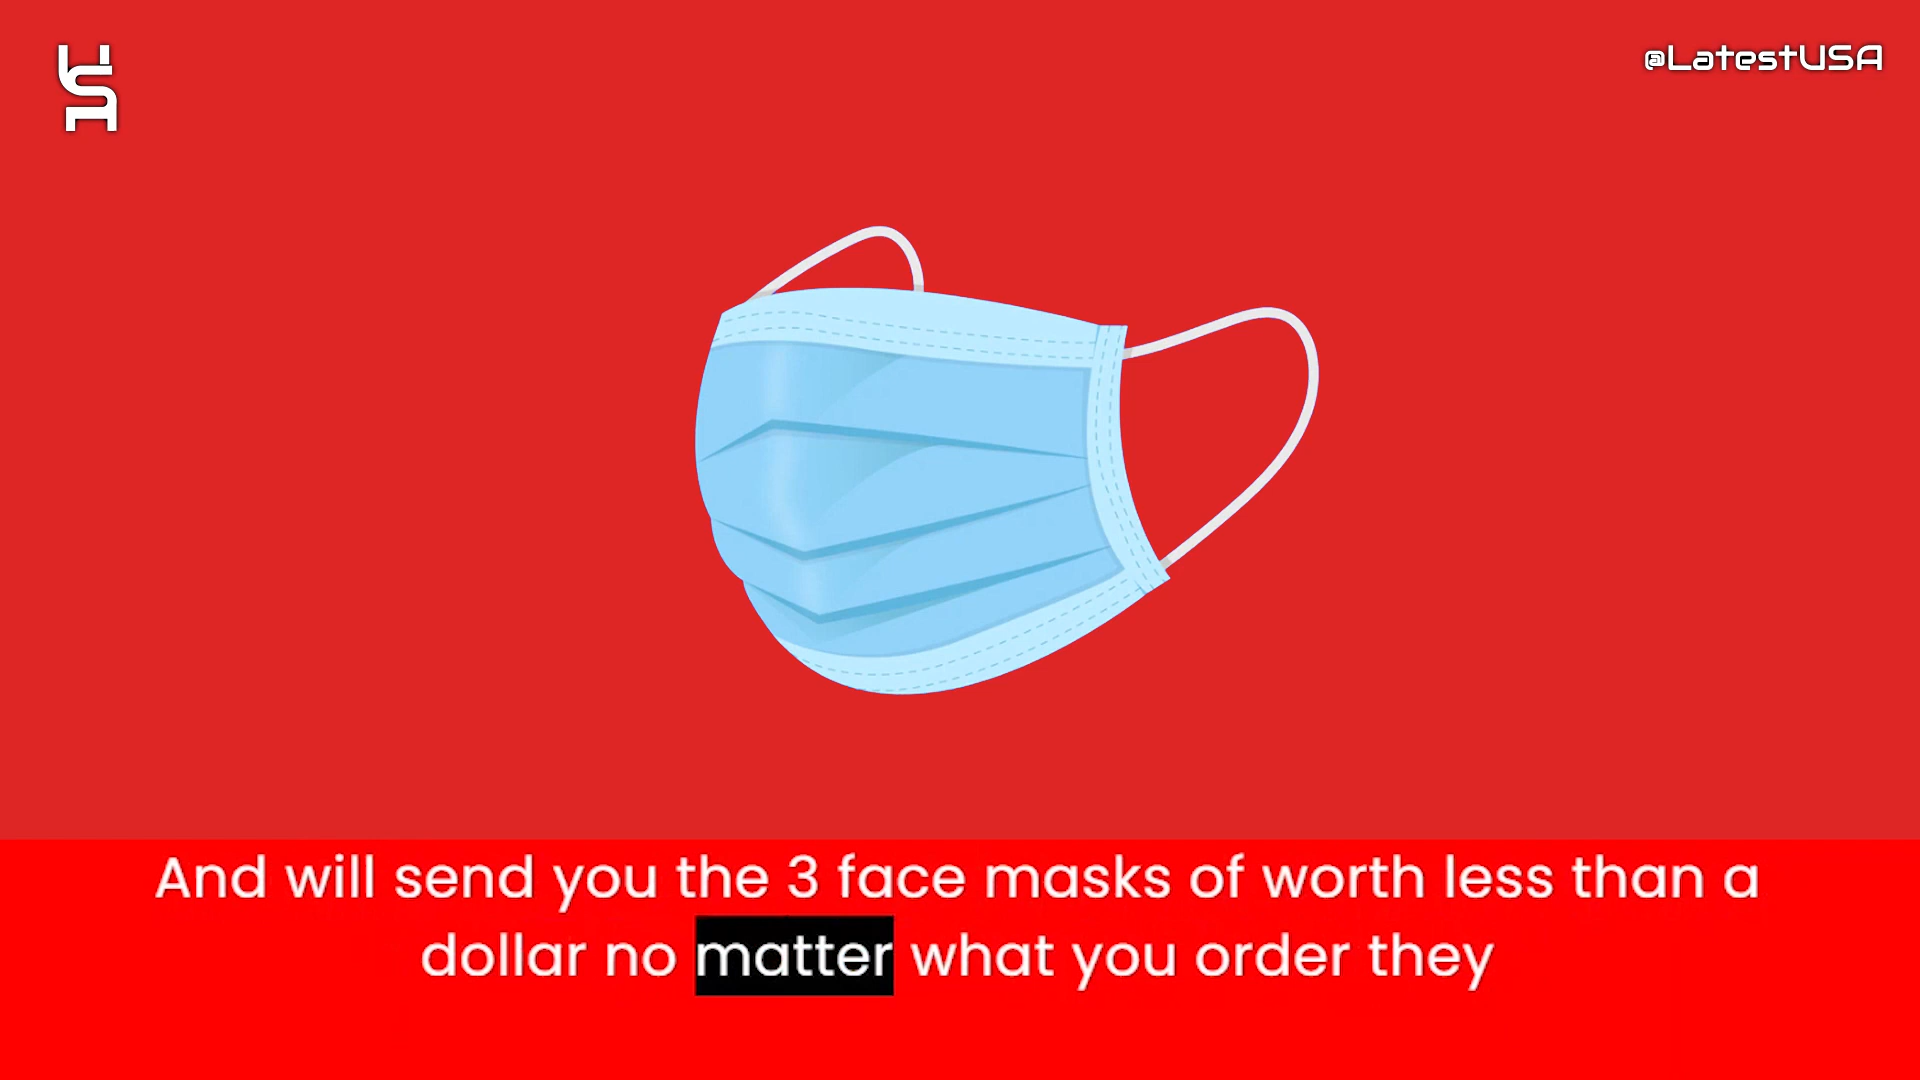 USA
@LatestUSA
And will send you the 3 face masks of worth less than a
dollar no matter what you order they